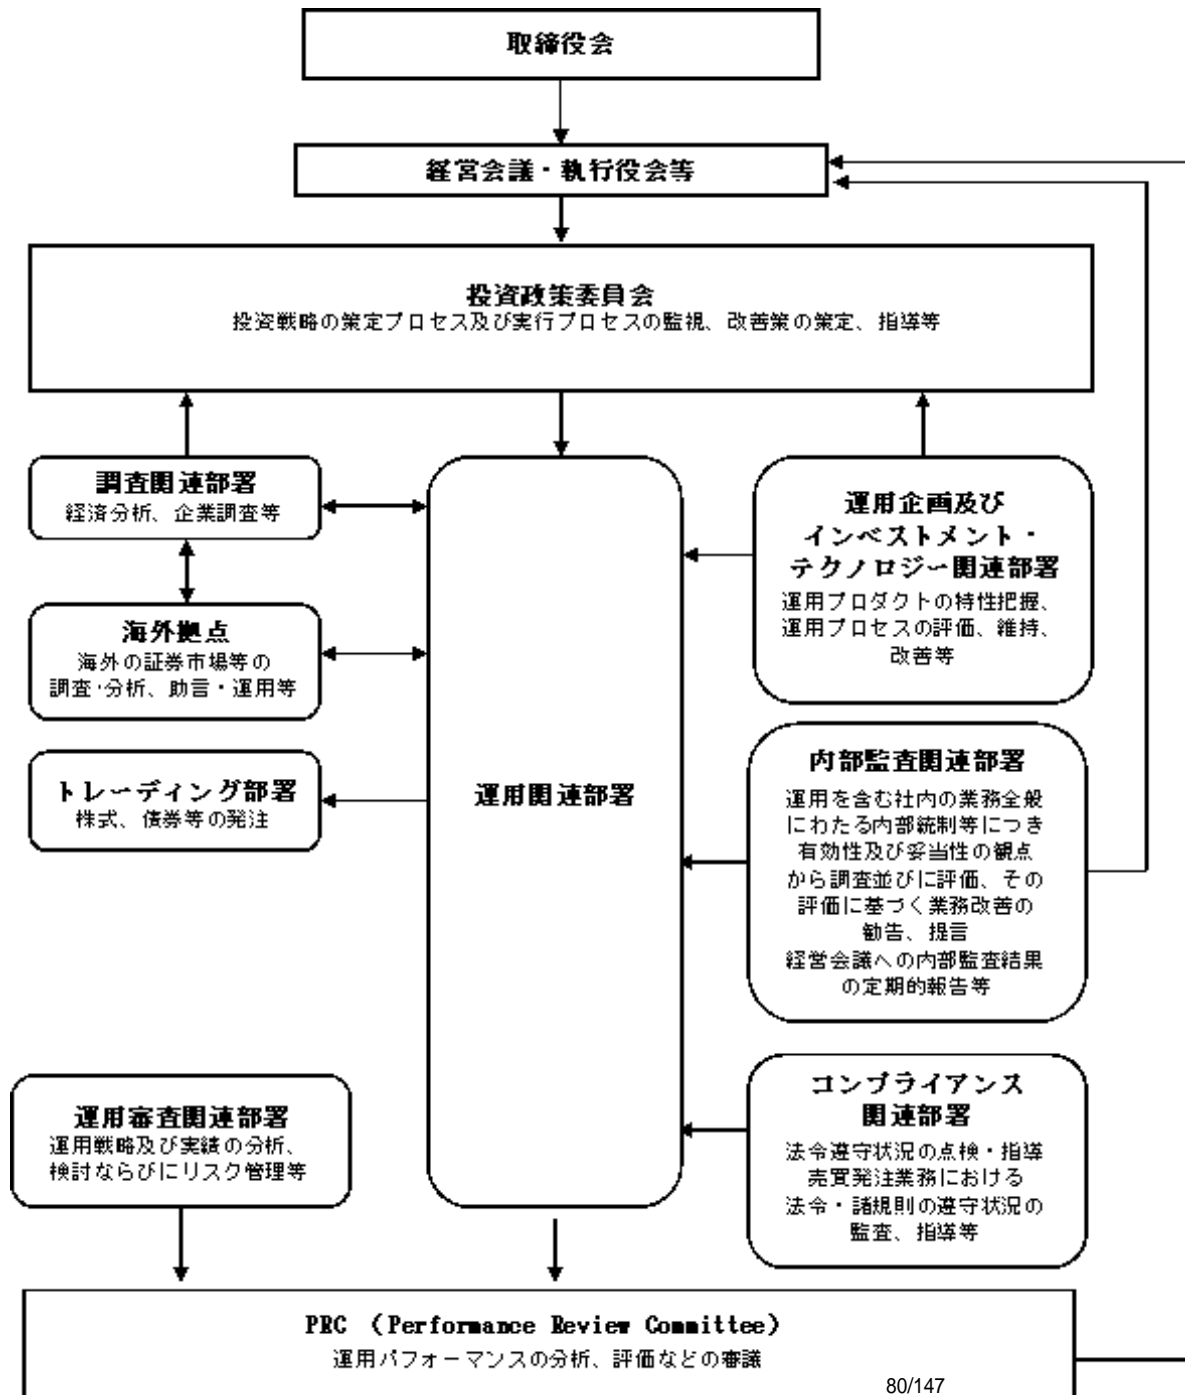 取締役会
経営会議・執行役会等
投資政策委員会
投資戦略の策定プロセス及び実行プロセスの監視、改善策の策定、指導等
調査関連部署
経済分析、企業調査等
海外拠点
海外の証券市場等の
調査・分析、助言・運用等
トレーディング部署
株式、債券等の発注
運用審査関連部署
運用戦略及び実績の分析、
検討ならびにリスク管理等
運用関連部署
運用企画及び
インベストメント・
テクノロジー関連部署
運用プロダクトの特性把握、
運用プロセスの評価、維持、
改善等
内部監査関連部署
運用を含む社内の業務全般
にわたる内部統制等につき
有効性及び妥当性の観点
から調査並びに評価、その
評価に基づく業務改善の
勧告、提言
経営会議への内部監査結果
の定期的報告等
コンプライアンス
関連部署
法令遵守状況の点検・指導
売買発注業務における
法令・諸規則の遵守状況の
監査、指導等
PRC （Performance Review Committee）
運用パフォーマンスの分析、評価などの審議
80/147